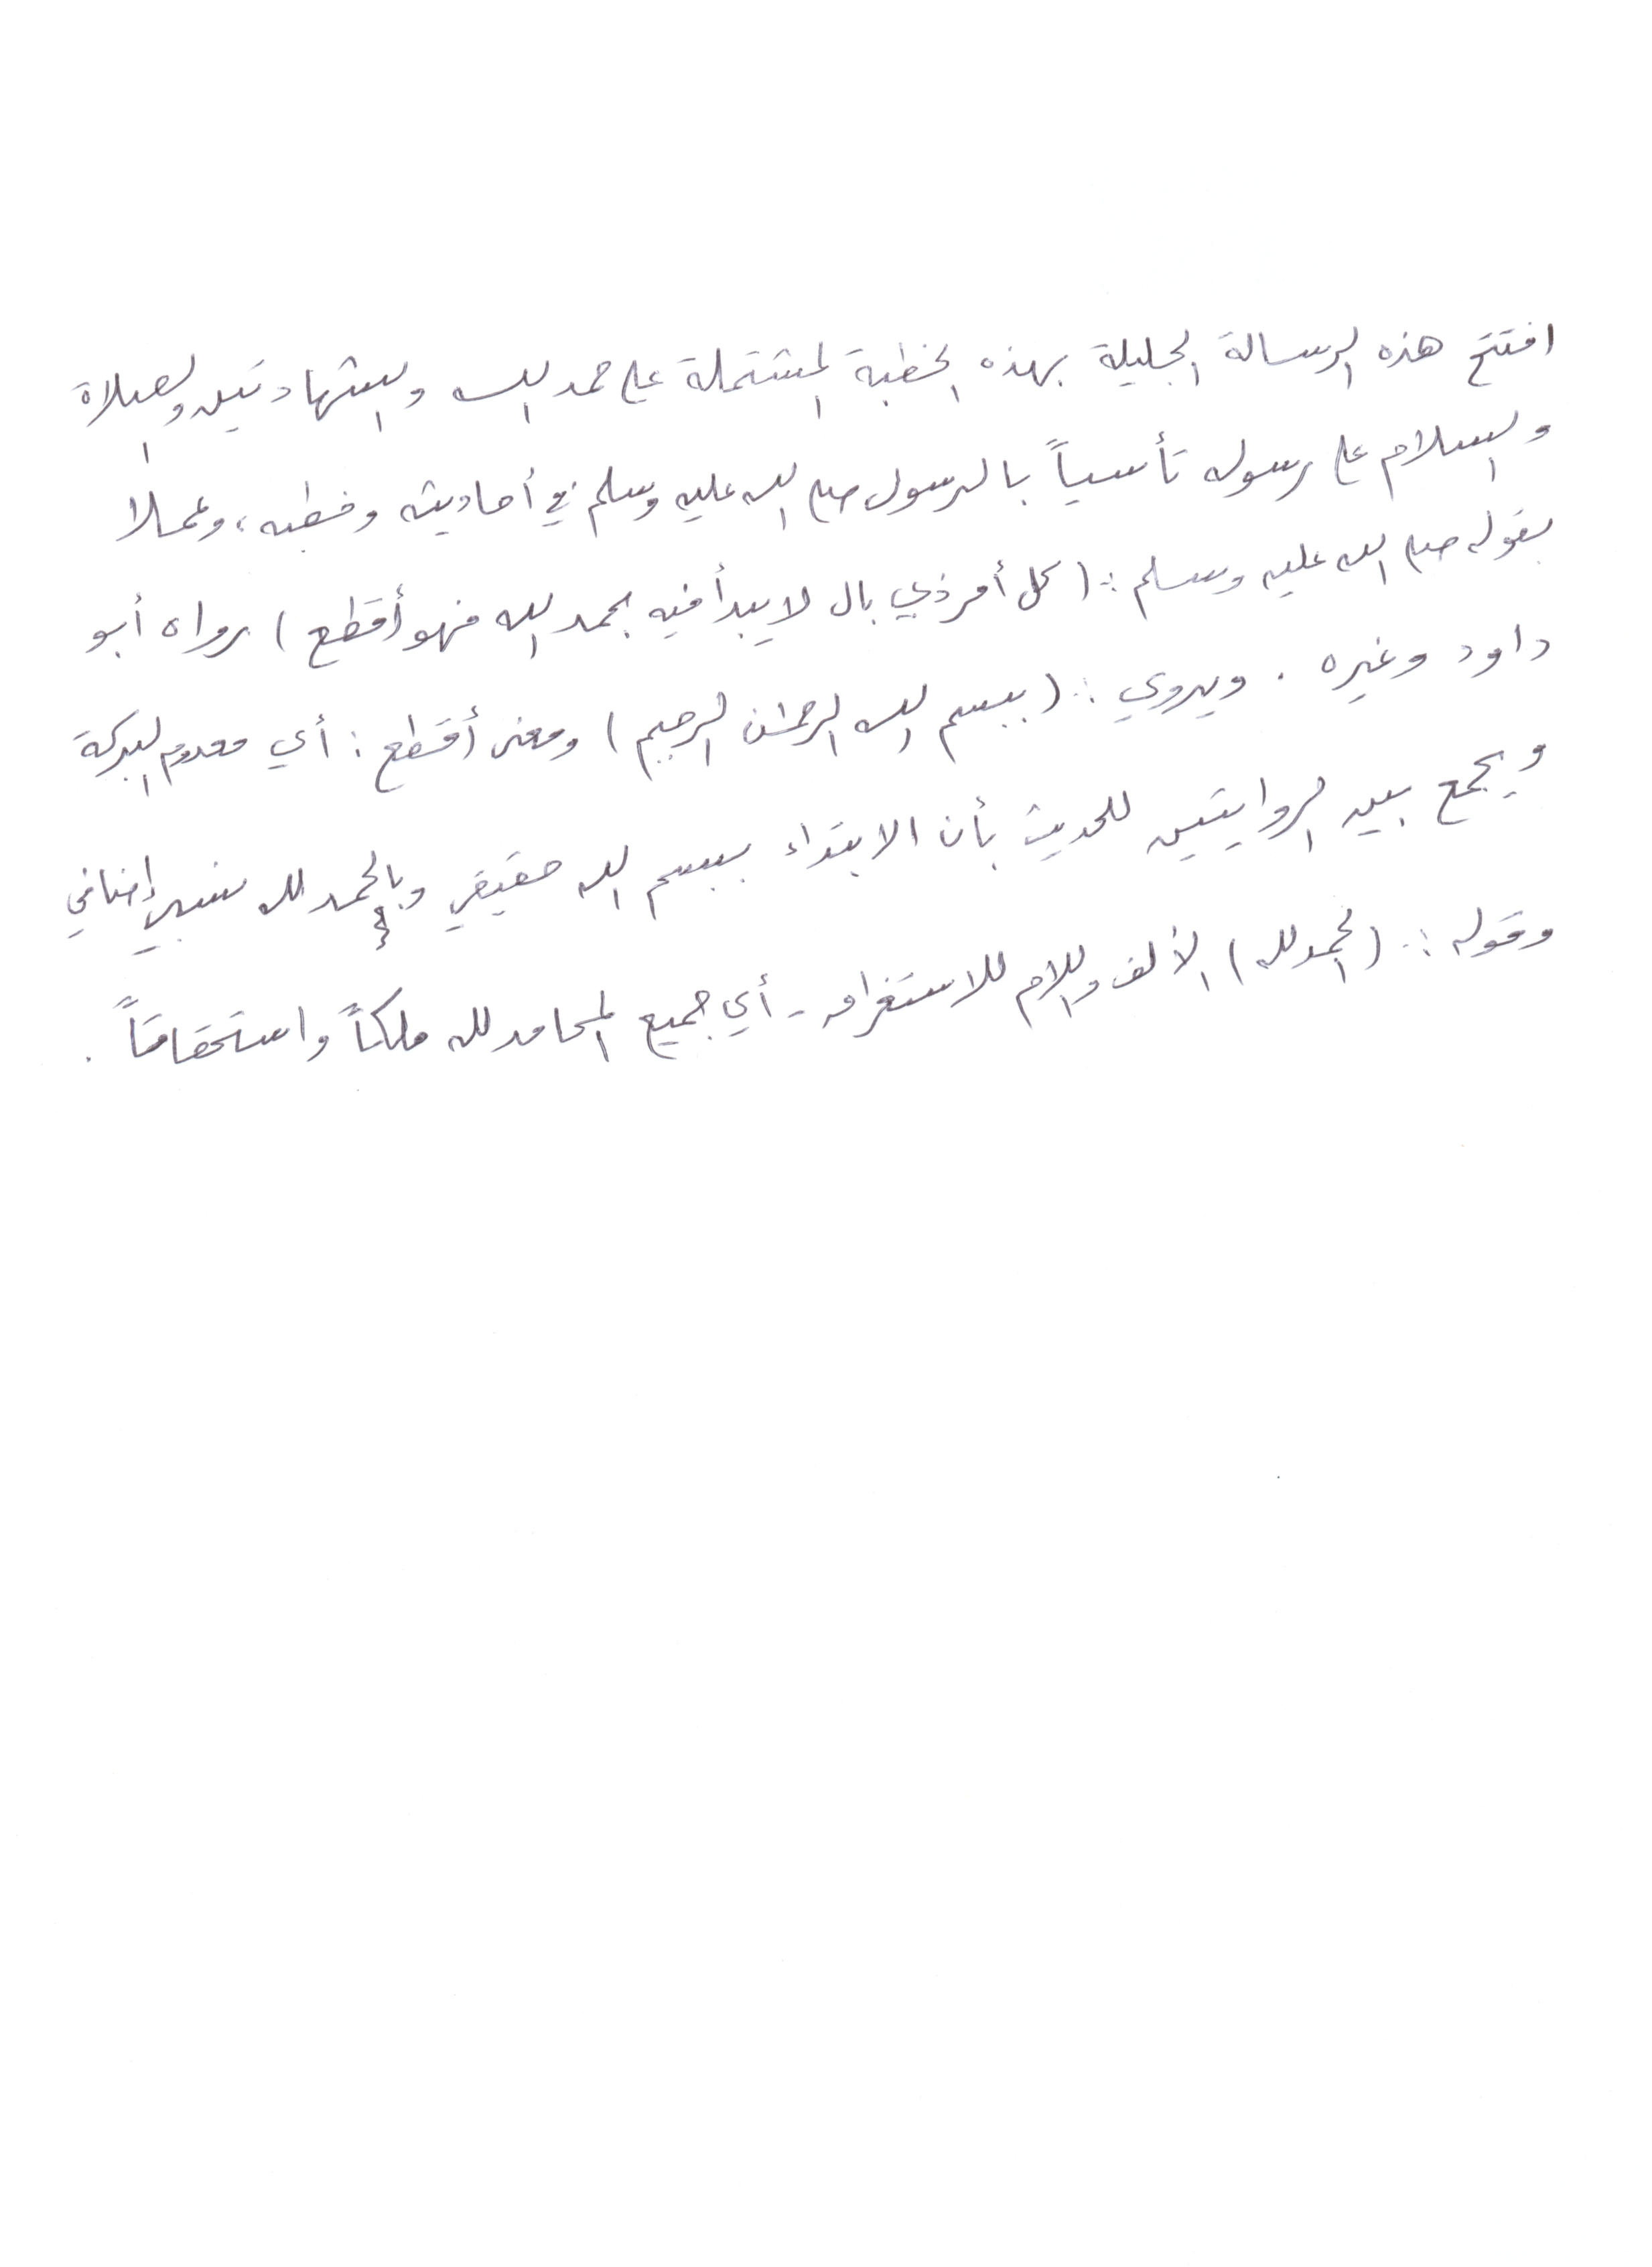 افتتح هذه الرسالة الجليلة بهذه الخطبة المشتملة على حمد الله والشهادتين والصلاة
والسلام على رسوله تأسياً بالرسول صلى الله عليه وسلم في أحاديثه وخطبه، وعملا
بقوله صلى الله عليه وسلم: (كل أمر ذي بال لا يبدأ فيه بحمد الله فهو أقطع) رواه أبو
داود وغيره. ويروي: (ببسم الله الرحمن الرحيم) ومعنى أقطع: أي معدوم البركة
ويجمع بين الروايتين للحديث بأن الابتداء ببسم الله حقيقي وبالحمد لله نسبي إضافي
وقوله: (الحمد لله) الألف واللام للاستغراق - أي جميع المحامد لله ملكاً واستحقاقاً.